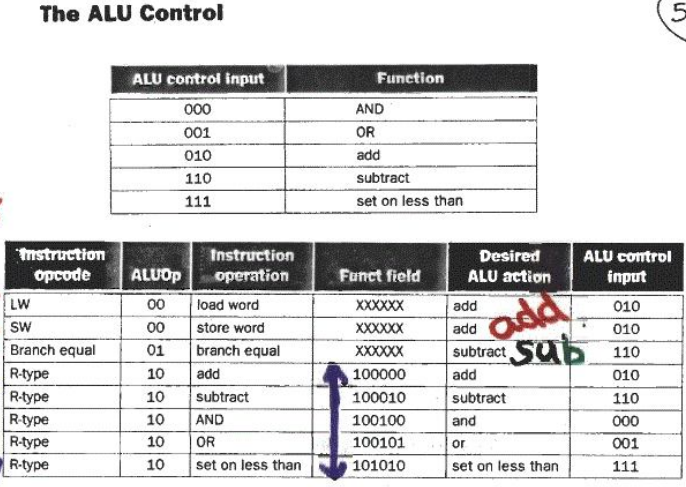 The ALU Control
5
ALU control input Function
000 AND
001 OR
010 add
110 subtract
111 set on less than
Instruction opcode ALUOp Instruction operation Funct field Desired ALU action ALU control input
LW 00 load word XXXXXX add 010
SW 00 store word XXXXXX add add 010
Branch equal 01 branch equal XXXXXX subtract sub 110
R-type 10 add 100000 add 010
R-type 10 subtract 100010 subtract 110
R-type 10 AND 100100 and 000
R-type 10 OR 100101 or 001
R-type 10 set on less than 101010 set on less than 111